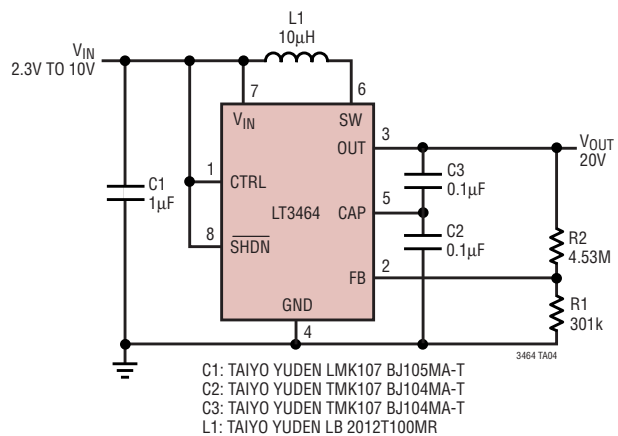 L1
10µH
VIN
2.3V TO 10V
7
6
VIN
SW
3
OUT
VOUT
20V
C1
1µF
1
CTRL
C3
0.1µF
LT3464
CAP
5
8
SHDN
C2
0.1µF
R2
4.53M
FB
2
GND
R1
301k
4
3464 TA04
C1: TAIYO YUDEN LMK107 BJ105MA-T
C2: TAIYO YUDEN TMK107 BJ104MA-T
C3: TAIYO YUDEN TMK107 BJ104MA-T
L1: TAIYO YUDEN LB 2012T100MR